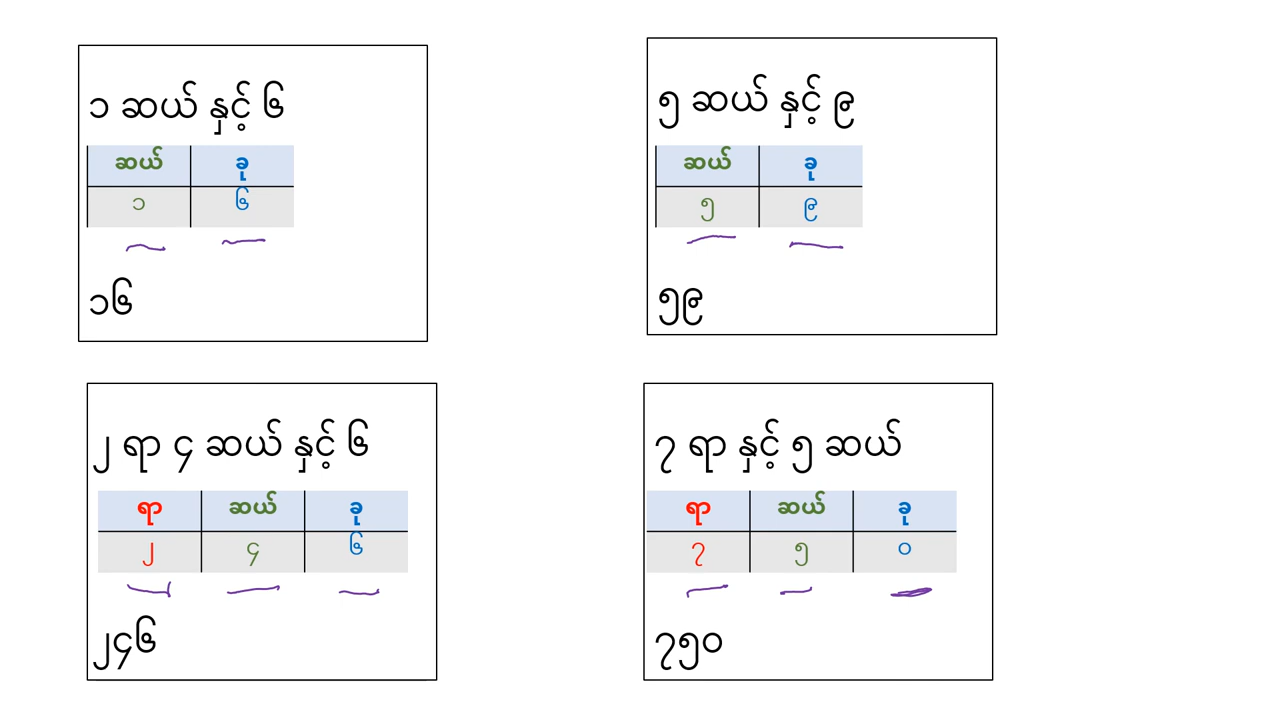 ၁ ဆယ် နှင့် ၆
ဆယ် ခု
၁ ၆
၁၆
၅ ဆယ် နှင့် ၉
ဆယ် ခု
၅ ၉
၅၉
၂ ရာ ၄ ဆယ် နှင့် ၆
ရာ ဆယ် ခု
၂ ၄ ၆
၂၄၆
၇ ရာ နှင့် ၅ ဆယ်
ရာ ဆယ် ခု
၇ ၅ ၀
၇၅၀